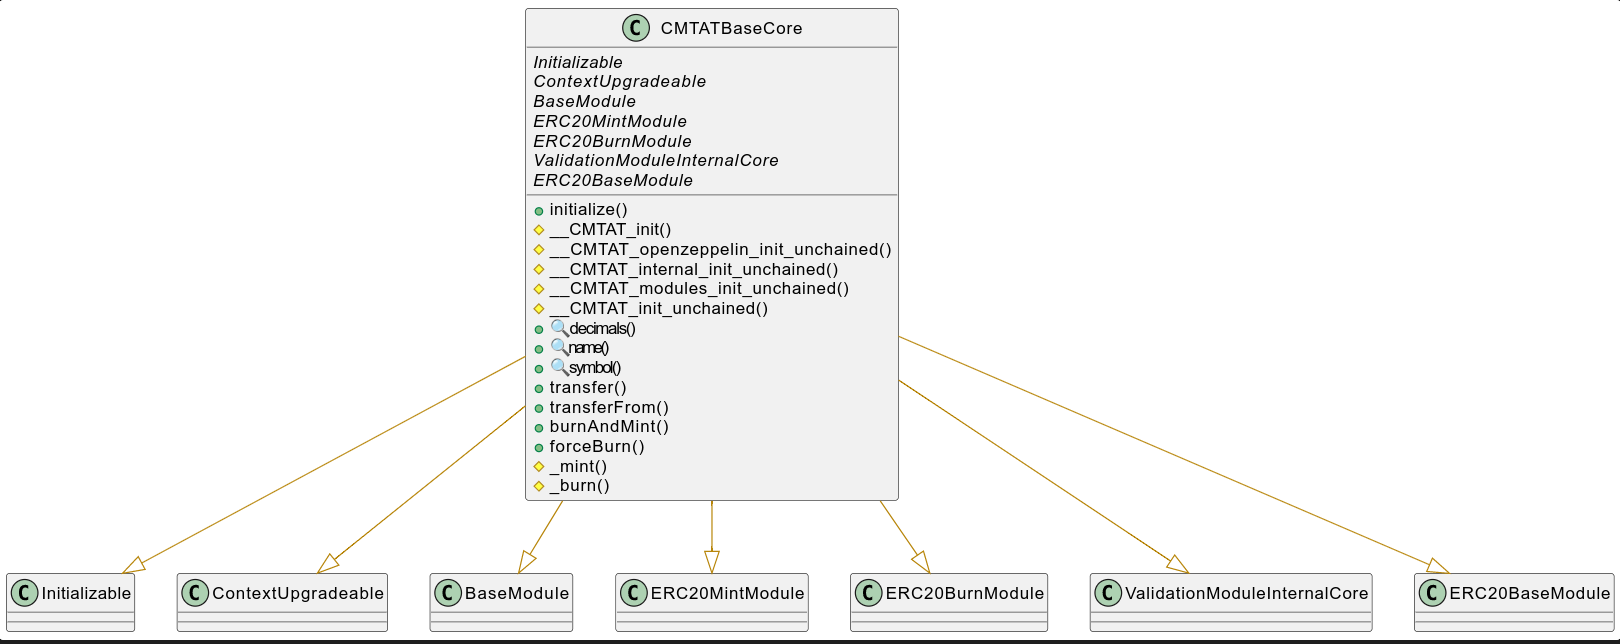 C CMTATBaseCore
Initializable
ContextUpgradeable
BaseModule
ERC20MintModule
ERC20BurnModule
ValidationModuleInternalCore
ERC20BaseModule
initialize()
__CMTAT_init()
__CMTAT_openzeppelin_init_unchained()
__CMTAT_internal_init_unchained()
__CMTAT_modules_init_unchained()
__CMTAT_init_unchained()
🔍decimals()
🔍name()
🔍symbol()
transfer()
transferFrom()
burnAndMint()
forceBurn()
_mint()
_burn()
C Initializable
C ContextUpgradeable
C BaseModule
C ERC20MintModule
C ERC20BurnModule
C ValidationModuleInternalCore
C ERC20BaseModule